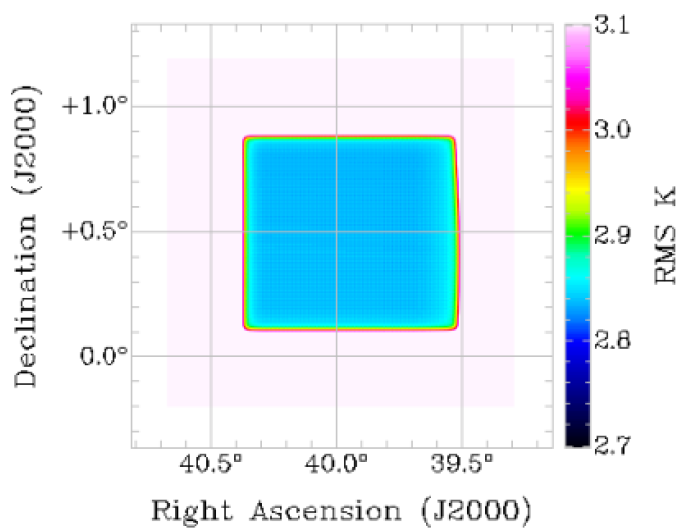 Declination (J2000)
+1.0°
+0.5°
0.0°
40.5° 40.0° 39.5°
Right Ascension (J2000)
3.1
3.0
2.9
2.8
2.7
RMS K